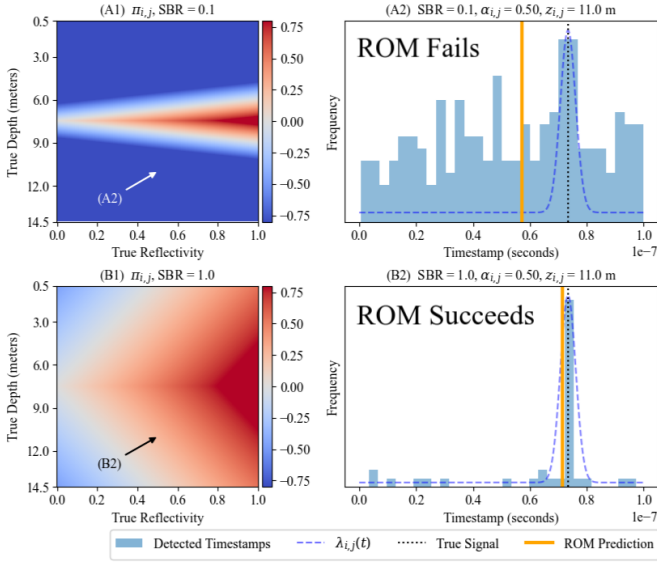 (A1) π_{i,j}, SBR = 0.1
0.5
3.0
6.0
9.0
12.0
14.5
True Depth (meters)
(A2)
0.0 0.2 0.4 0.6 0.8 1.0
True Reflectivity
0.75
0.50
0.25
0.00
−0.25
−0.50
−0.75
(A2) SBR = 0.1, α_{i,j} = 0.50, z_{i,j} = 11.0 m
ROM Fails
Frequency
0.0 0.2 0.4 0.6 0.8 1.0
Timestamp (seconds)
1e−7
(B1) π_{i,j}, SBR = 1.0
0.5
3.0
6.0
9.0
11.0
14.5
True Depth (meters)
(B2)
0.0 0.2 0.4 0.6 0.8 1.0
True Reflectivity
0.75
0.50
0.25
0.00
−0.25
−0.50
−0.75
(B2) SBR = 1.0, α_{i,j} = 0.50, z_{i,j} = 11.0 m
ROM Succeeds
Frequency
0.0 0.2 0.4 0.6 0.8 1.0
Timestamp (seconds)
1e−7
Detected Timestamps λ_{i,j}(t) True Signal ROM Prediction